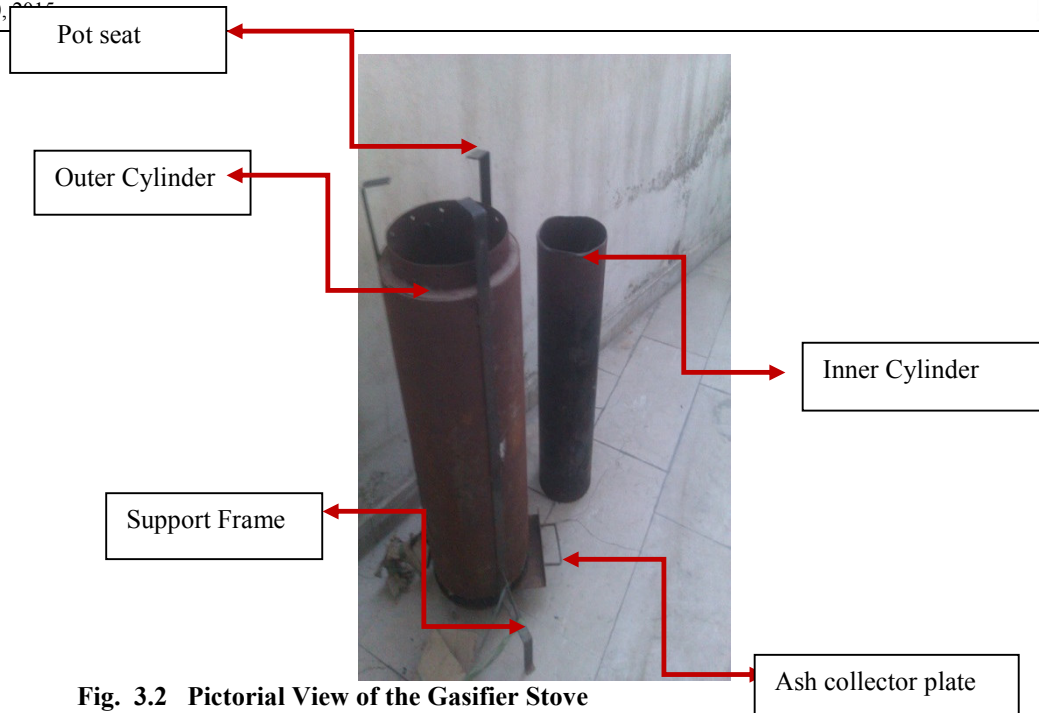 Pot seat
Outer Cylinder
Inner Cylinder
Support Frame
Ash collector plate
Fig. 3.2 Pictorial View of the Gasifier Stove